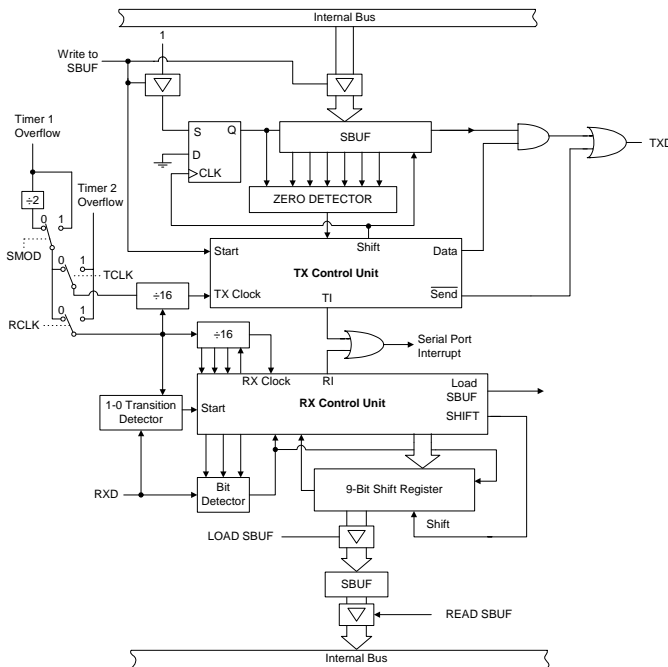 Internal Bus
1
Write to
SBUF
Timer 1
Overflow
S
Q
D
CLK
SBUF
TXD
÷2
Timer 2
Overflow
ZERO DETECTOR
0
1
SMOD
Start
Shift
Data
TX Control Unit
0
1
TCLK
÷16
TX Clock
TI
Send
RCLK
0
1
÷16
Serial Port
Interrupt
RX Clock
RI
Load
SBUF
1-0 Transition
Detector
Start
RX Control Unit
SHIFT
RXD
Bit
Detector
9-Bit Shift Register
Shift
LOAD SBUF
SBUF
READ SBUF
Internal Bus